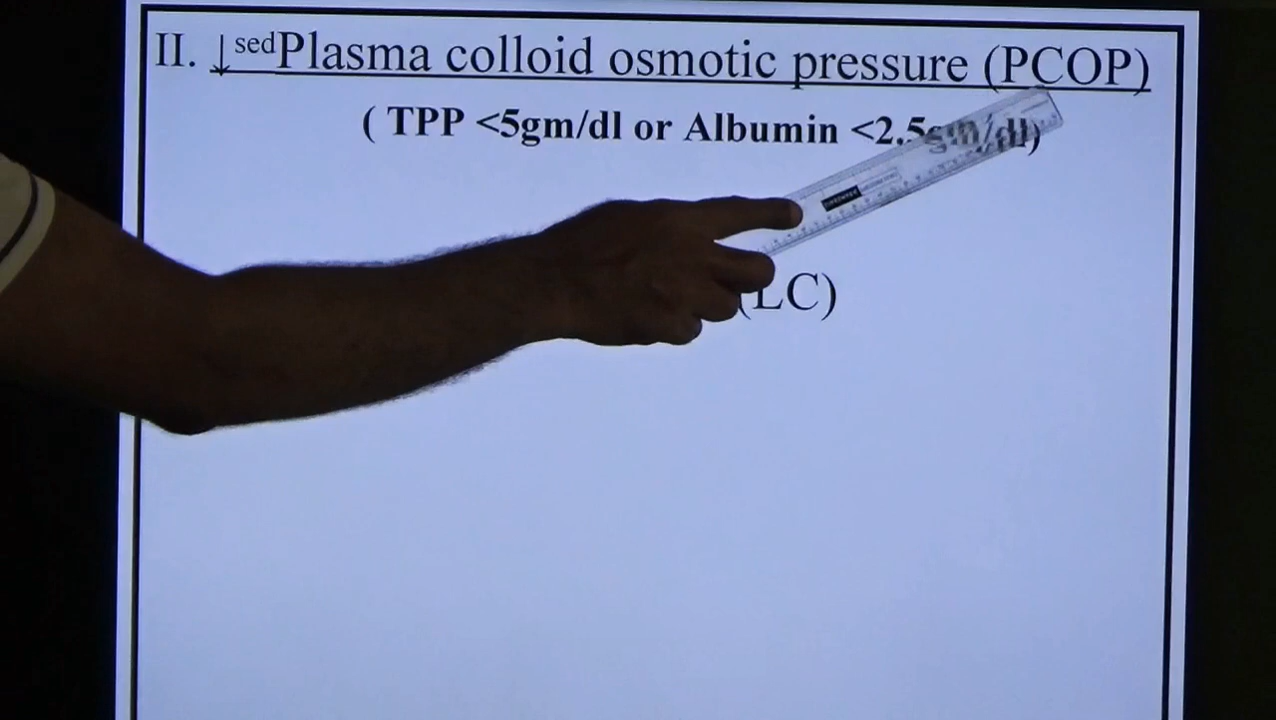 II. ↓sedPlasma colloid osmotic pressure (PCOP)
( TPP <5gm/dl or Albumin <2.5gm/dl)
(LC)